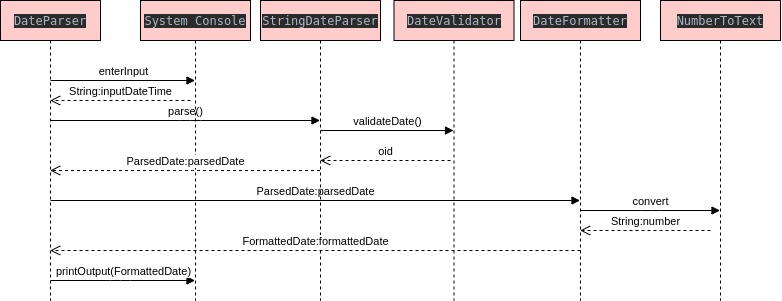 DateParser
System Console
StringDateParser
DateValidator
DateFormatter
NumberToText
enterInput
String:inputDateTime
parse()
validateDate()
oid
ParsedDate:parsedDate
ParsedDate:parsedDate
convert
String:number
FormattedDate:formattedDate
printOutput(FormattedDate)